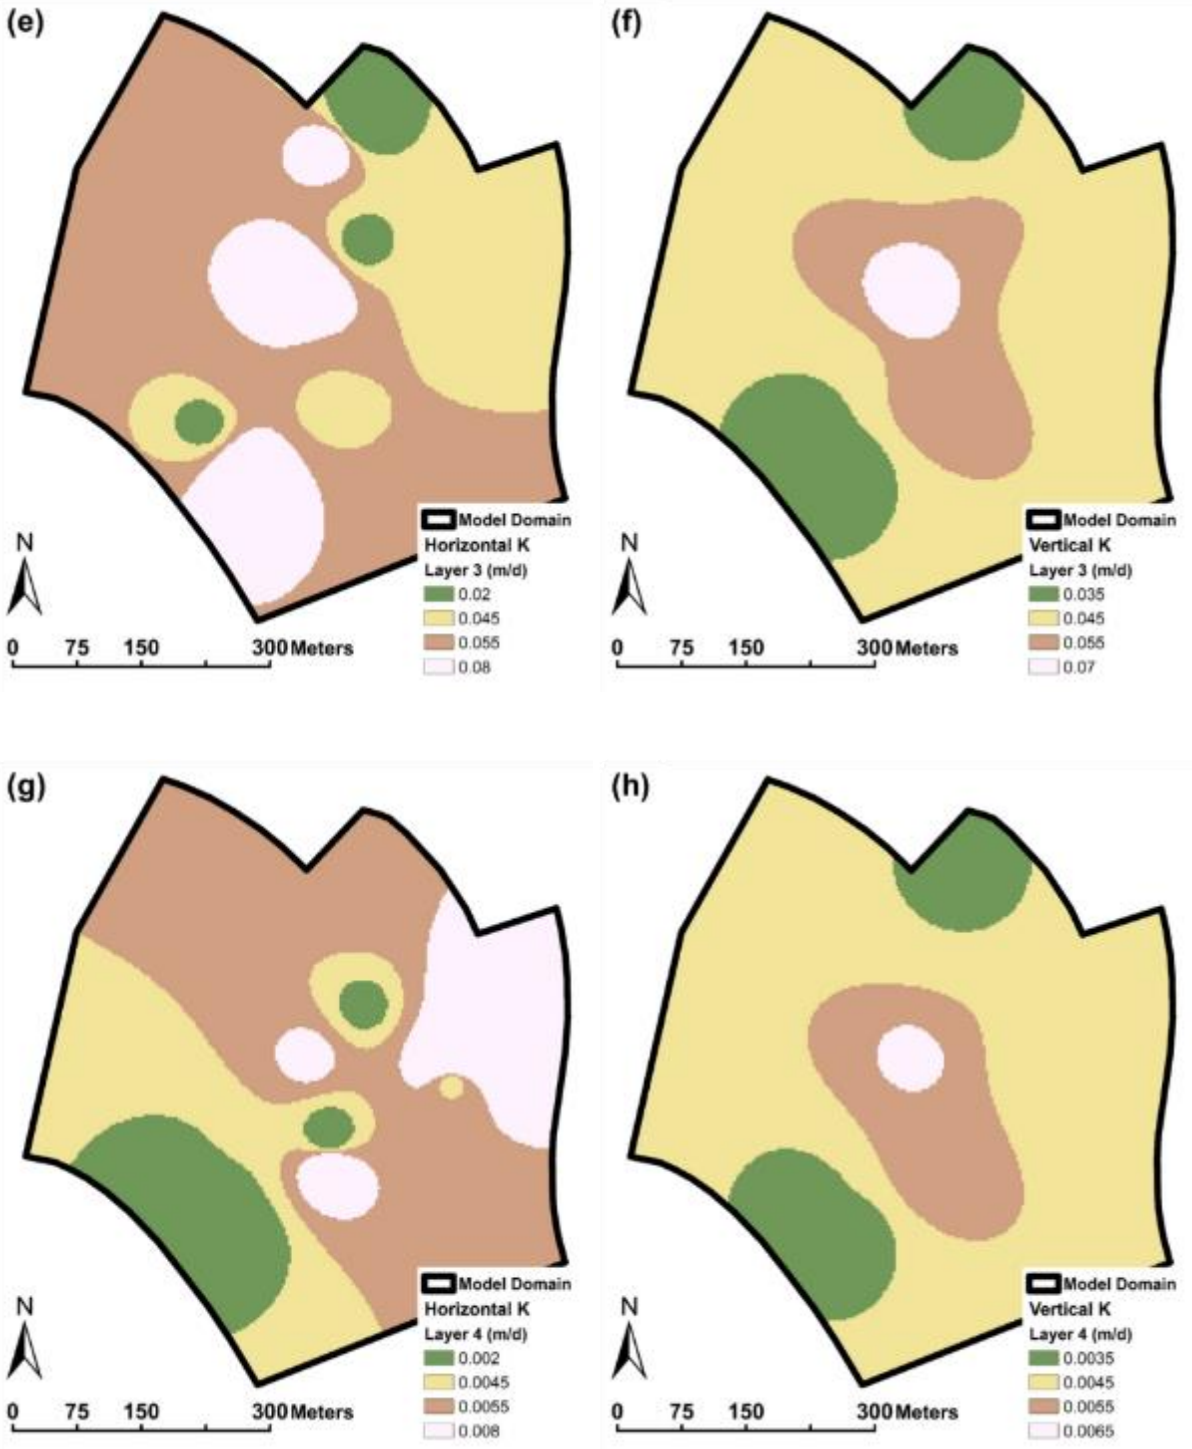 (e)
Model Domain
Horizontal K
Layer 3 (m/d)
0.02
0.045
0.055
0.08
N
0 75 150 300 Meters
(f)
Model Domain
Vertical K
Layer 3 (m/d)
0.035
0.045
0.055
0.07
N
0 75 150 300 Meters
(g)
Model Domain
Horizontal K
Layer 4 (m/d)
0.002
0.0045
0.0055
0.008
N
0 75 150 300 Meters
(h)
Model Domain
Vertical K
Layer 4 (m/d)
0.0035
0.0045
0.0055
0.0065
N
0 75 150 300 Meters